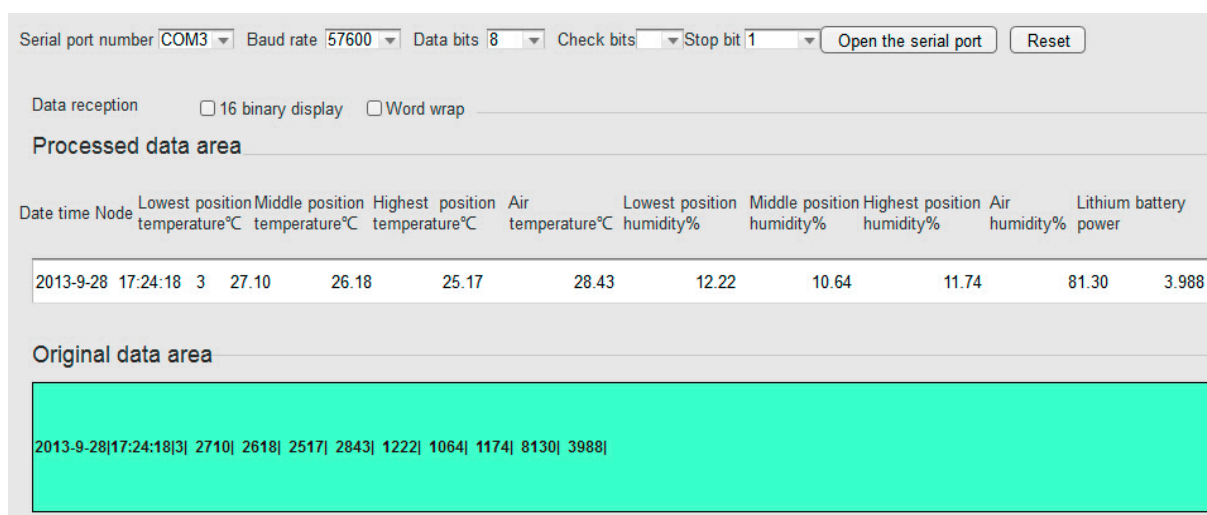 Serial port number COM3 Baud rate 57600 Data bits 8 Check bits Stop bit 1 Open the serial port Reset
Data reception 16 binary display Word wrap
Processed data area
Date time Node Lowest position temperature℃ Middle position temperature℃ Highest position temperature℃ Air temperature℃ Lowest position humidity% Middle position humidity% Highest position humidity% Air humidity% Lithium battery power
2013-9-28 17:24:18 3 27.10 26.18 25.17 28.43 12.22 10.64 11.74 81.30 3.988
Original data area
2013-9-28|17:24:18|3| 2710| 2618| 2517| 2843| 1222| 1064| 1174| 8130| 3988|